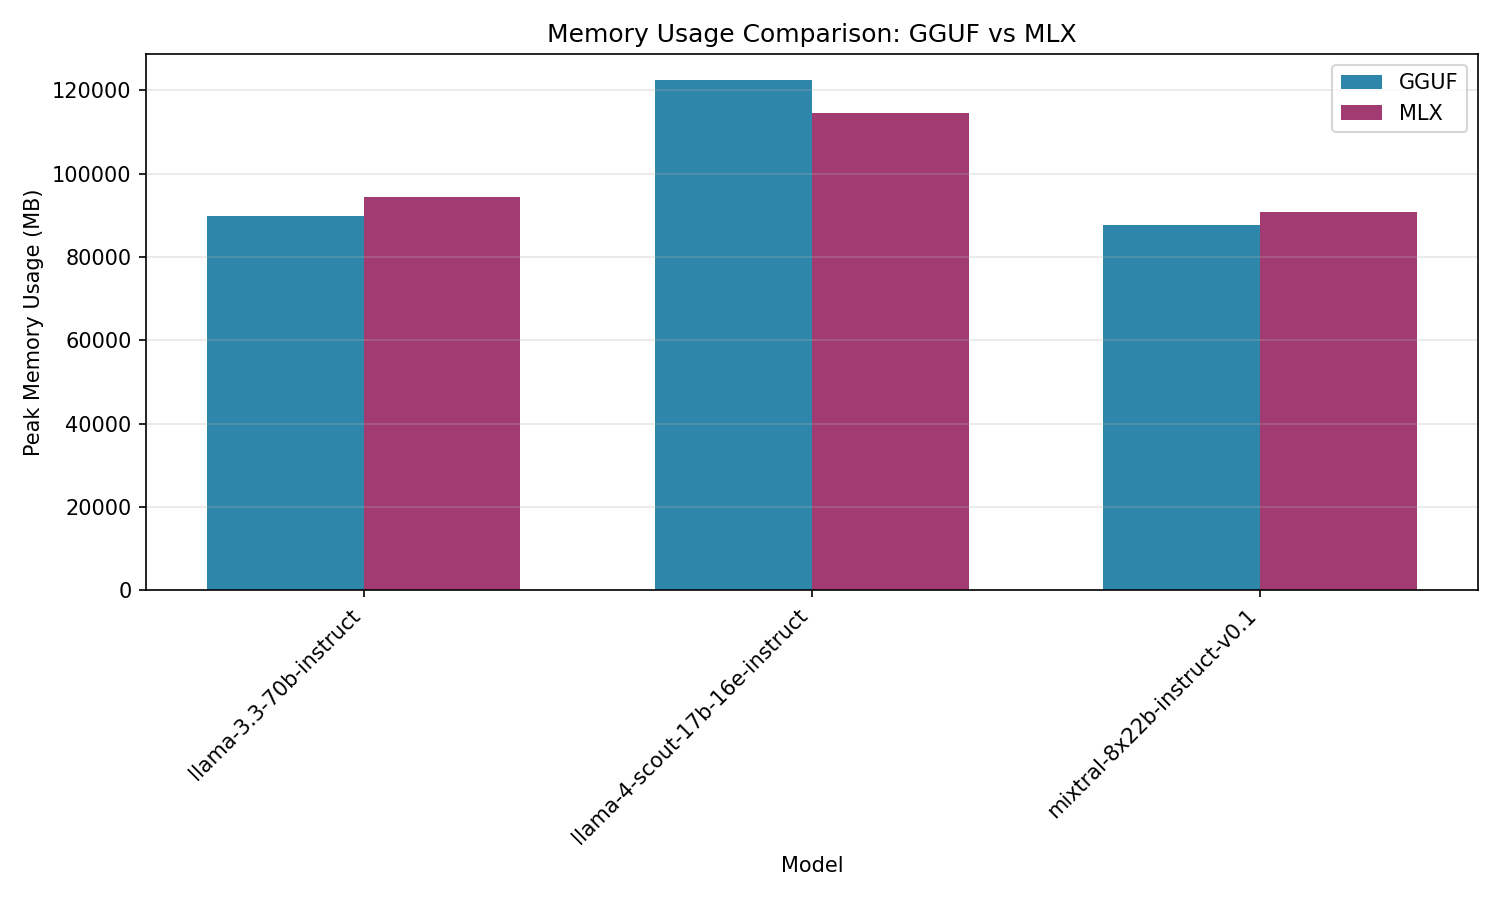 Memory Usage Comparison: GGUF vs MLX
GGUF
MLX
Peak Memory Usage (MB)
120000
100000
80000
60000
40000
20000
0
llama-3.3-70b-instruct
llama-4-scout-17b-16e-instruct
mixtral-8x22b-instruct-v0.1
Model